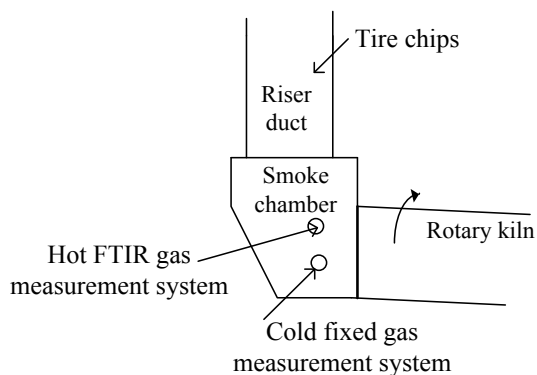 Tire chips
Riser
duct
Smoke
chamber
Rotary kiln
Hot FTIR gas
measurement system
Cold fixed gas
measurement system